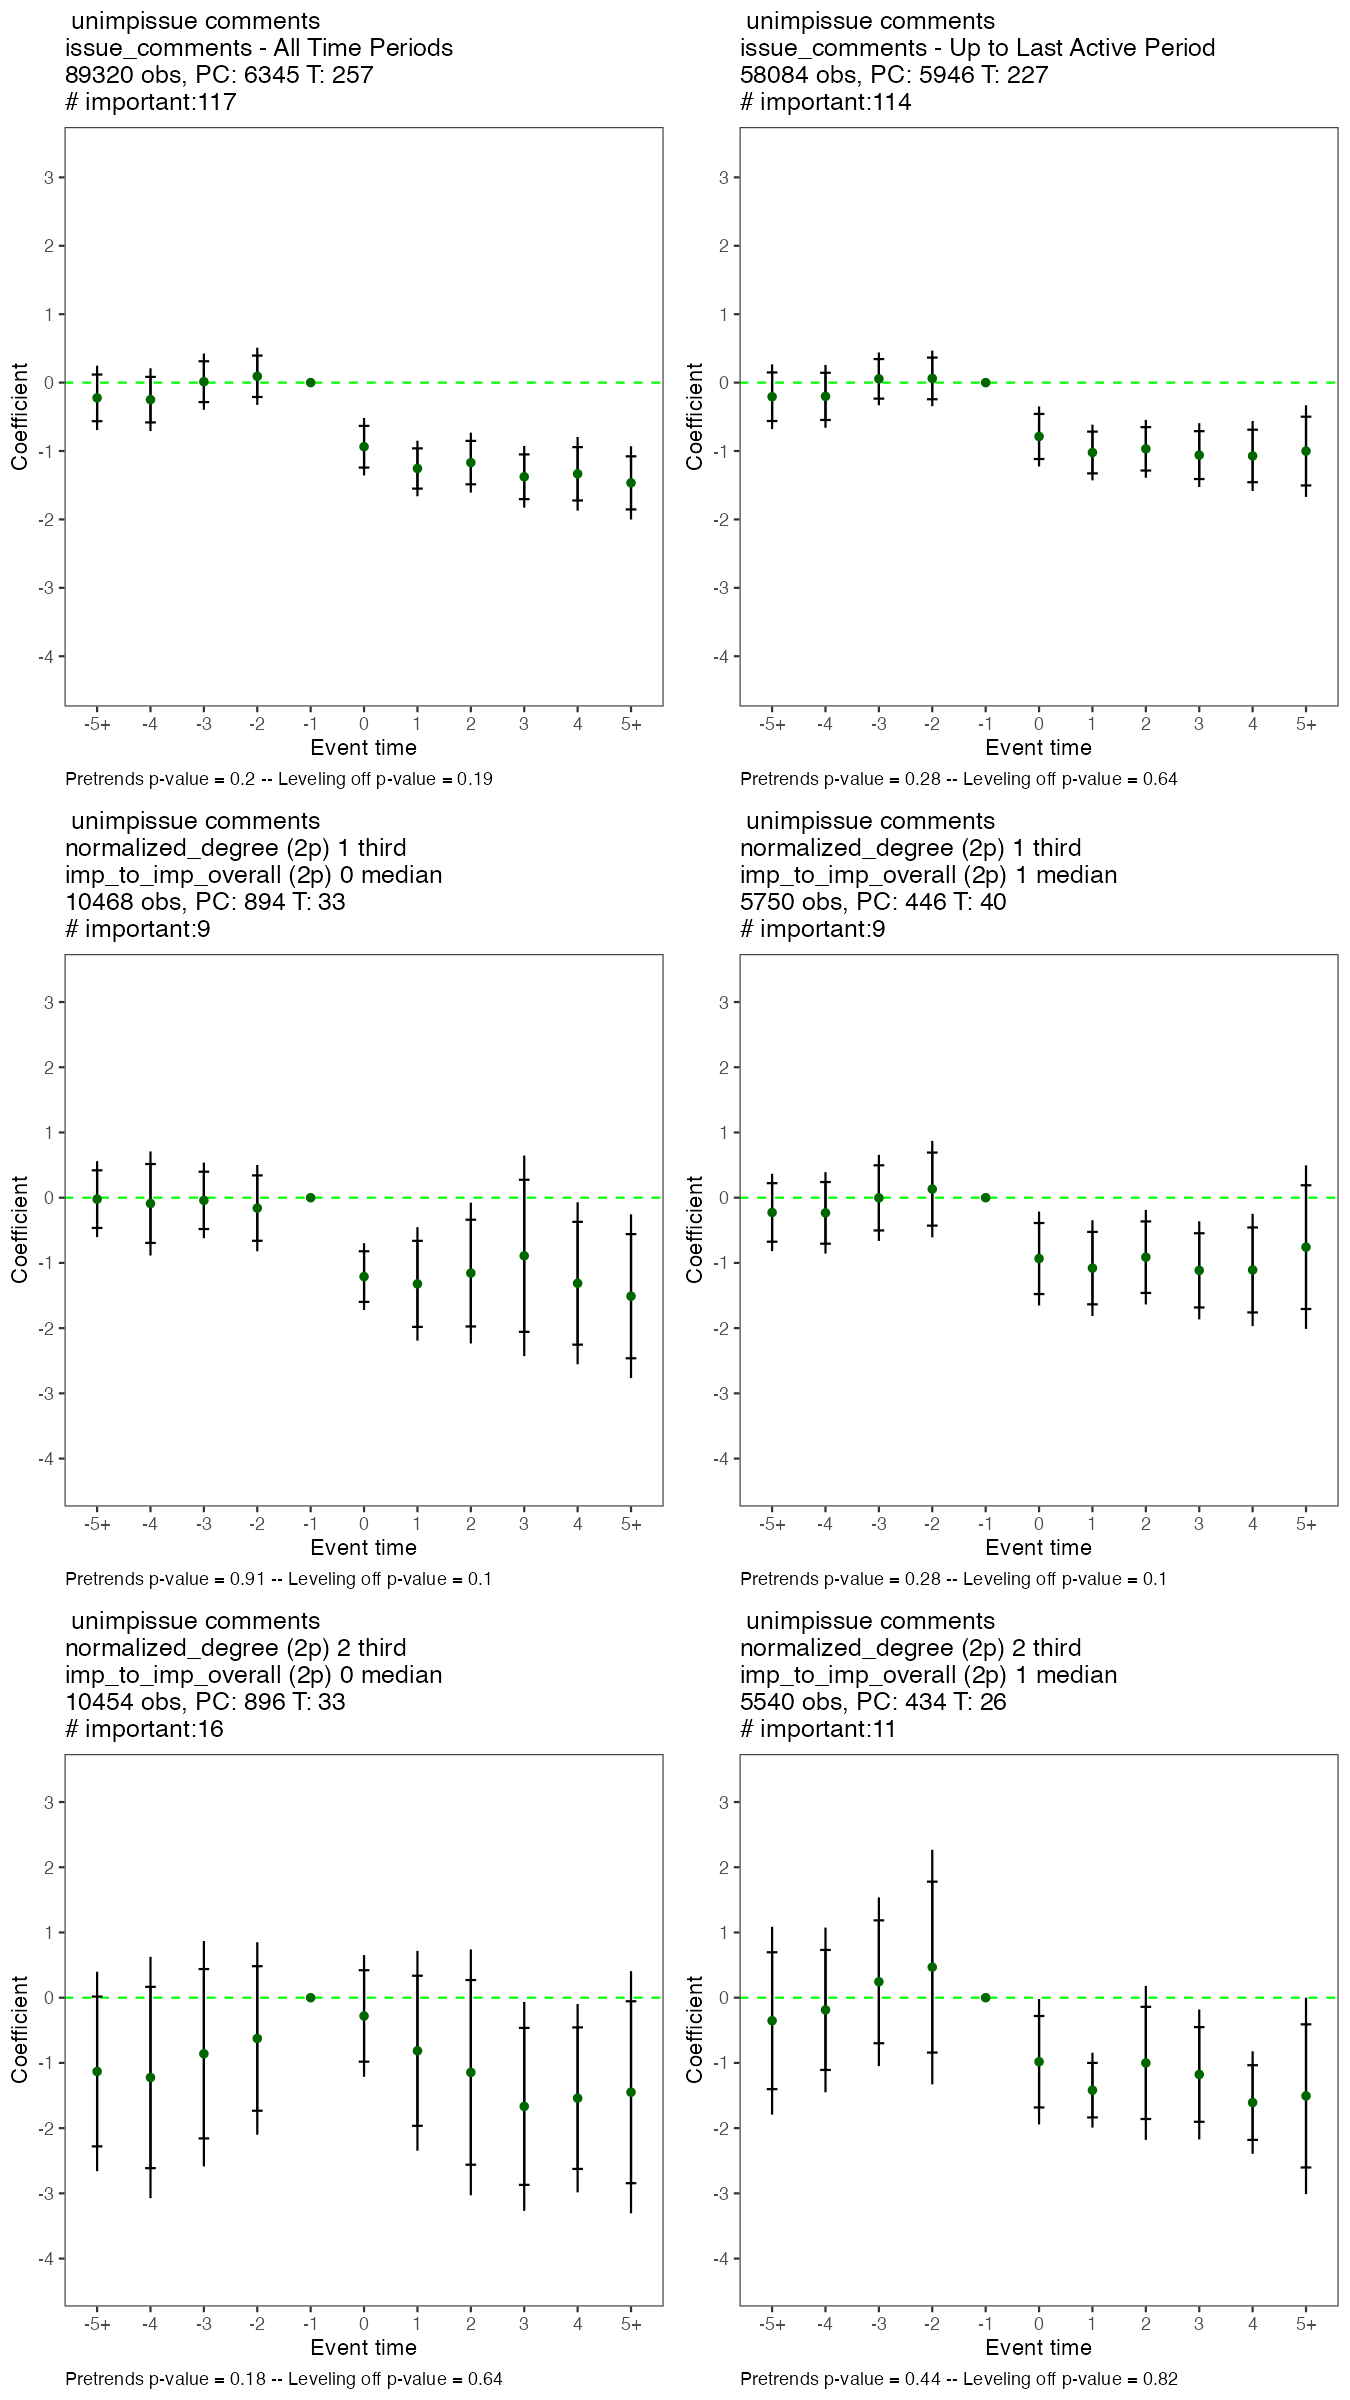 unimpissue comments
issue_comments - All Time Periods
89320 obs, PC: 6345 T: 257
# important:117
3
2
1
0
-1
-2
-3
-4
Coefficient
-5+ -4 -3 -2 -1 0 1 2 3 4 5+
Event time
Pretrends p-value = 0.2 -- Leveling off p-value = 0.19
unimpissue comments
issue_comments - Up to Last Active Period
58084 obs, PC: 5946 T: 227
# important:114
3
2
1
0
-1
-2
-3
-4
Coefficient
-5+ -4 -3 -2 -1 0 1 2 3 4 5+
Event time
Pretrends p-value = 0.28 -- Leveling off p-value = 0.64
unimpissue comments
normalized_degree (2p) 1 third
imp_to_imp_overall (2p) 0 median
10468 obs, PC: 894 T: 33
# important:9
3
2
1
0
-1
-2
-3
-4
Coefficient
-5+ -4 -3 -2 -1 0 1 2 3 4 5+
Event time
Pretrends p-value = 0.91 -- Leveling off p-value = 0.1
unimpissue comments
normalized_degree (2p) 1 third
imp_to_imp_overall (2p) 1 median
5750 obs, PC: 446 T: 40
# important:9
3
2
1
0
-1
-2
-3
-4
Coefficient
-5+ -4 -3 -2 -1 0 1 2 3 4 5+
Event time
Pretrends p-value = 0.28 -- Leveling off p-value = 0.1
unimpissue comments
normalized_degree (2p) 2 third
imp_to_imp_overall (2p) 0 median
10454 obs, PC: 896 T: 33
# important:16
3
2
1
0
-1
-2
-3
-4
Coefficient
-5+ -4 -3 -2 -1 0 1 2 3 4 5+
Event time
Pretrends p-value = 0.18 -- Leveling off p-value = 0.64
unimpissue comments
normalized_degree (2p) 2 third
imp_to_imp_overall (2p) 1 median
5540 obs, PC: 434 T: 26
# important:11
3
2
1
0
-1
-2
-3
-4
Coefficient
-5+ -4 -3 -2 -1 0 1 2 3 4 5+
Event time
Pretrends p-value = 0.44 -- Leveling off p-value = 0.82